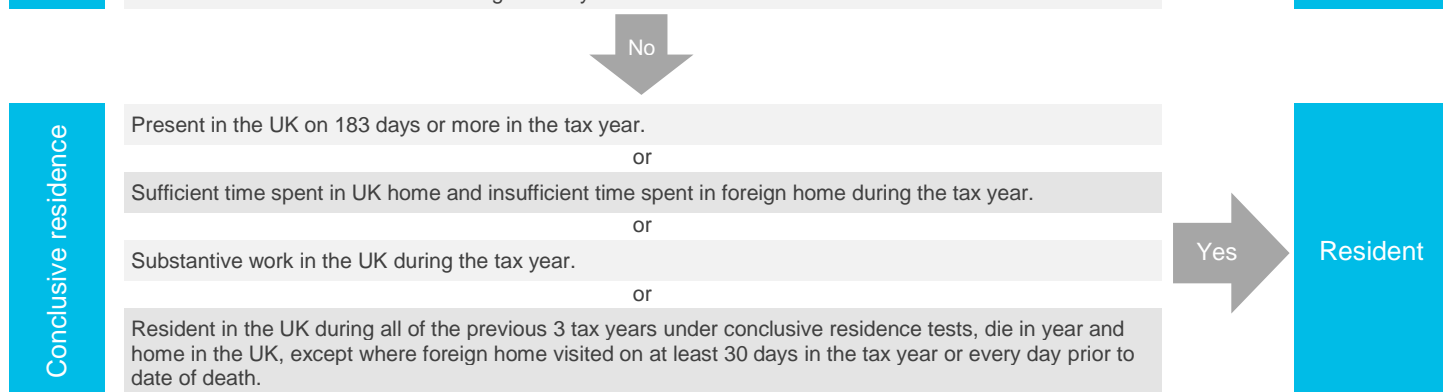 No
Conclusive residence
Present in the UK on 183 days or more in the tax year.
or
Sufficient time spent in UK home and insufficient time spent in foreign home during the tax year.
or
Substantive work in the UK during the tax year.
or
Resident in the UK during all of the previous 3 tax years under conclusive residence tests, die in year and
home in the UK, except where foreign home visited on at least 30 days in the tax year or every day prior to
date of death.
Yes
Resident